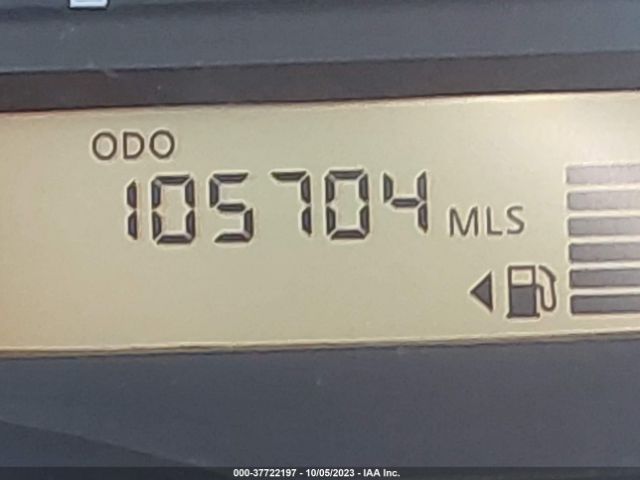 ODO
105704 MLS
000-37722197 - 10/05/2023 - IAA Inc.